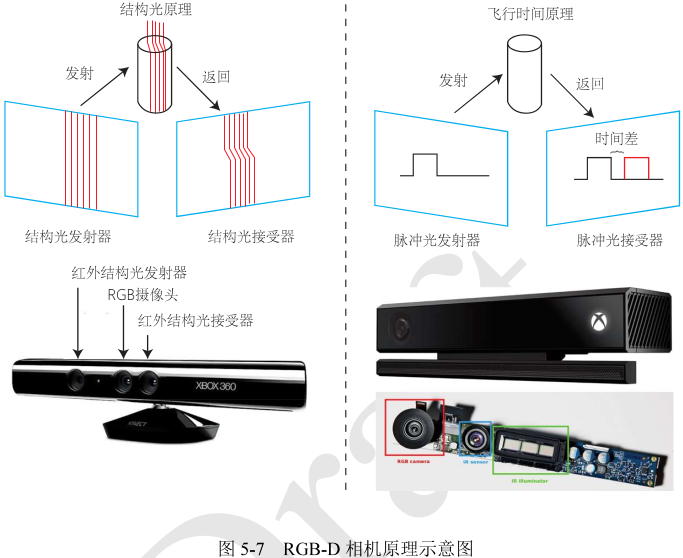 结构光原理
发射
返回
结构光发射器
结构光接受器
红外结构光发射器
RGB摄像头
红外结构光接受器
XBOX 360
KINECT
飞行时间原理
发射
返回
时间差
脉冲光发射器
脉冲光接受器
RGB camera
IR sensor
IR illuminator
Draft
图 5-7 RGB-D 相机原理示意图